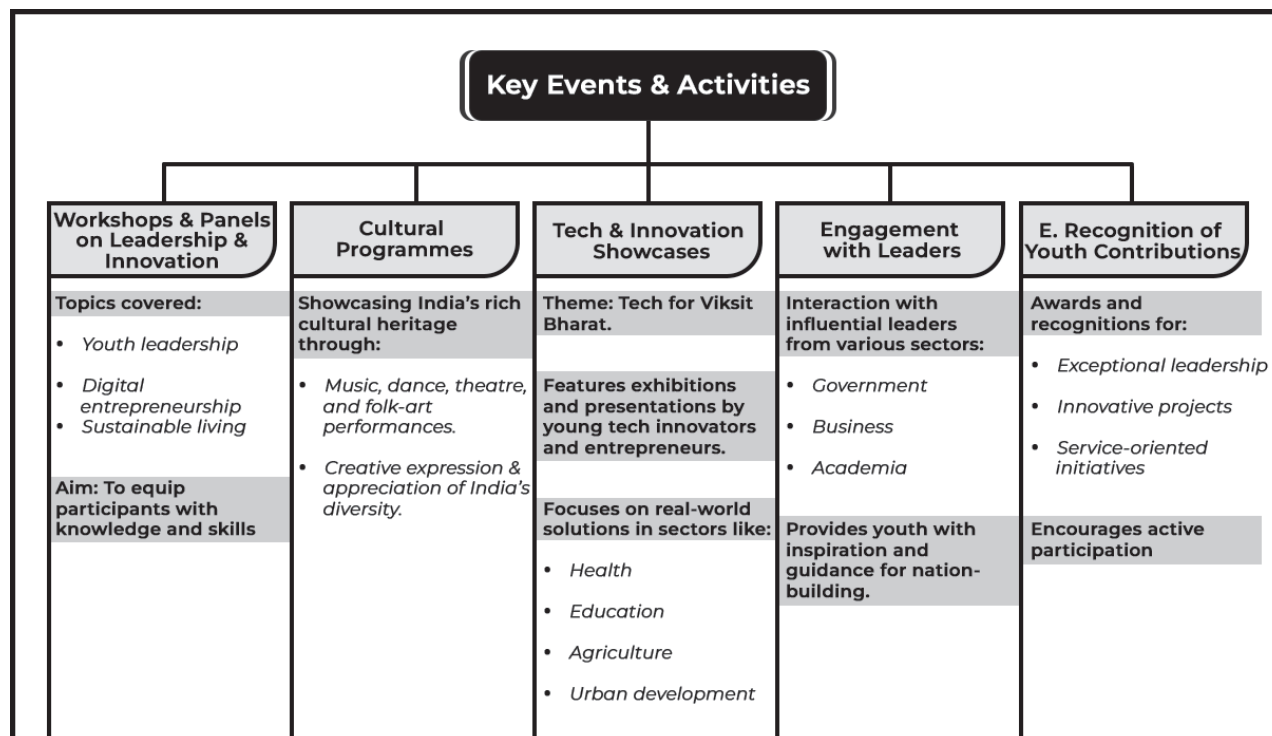 Key Events & Activities
Workshops & Panels
on Leadership &
Innovation
Topics covered:
• Youth leadership
• Digital
entrepreneurship
• Sustainable living
Aim: To equip
participants with
knowledge and skills
Cultural
Programmes
Showcasing India's rich
cultural heritage
through:
• Music, dance, theatre,
and folk-art
performances.
• Creative expression &
appreciation of India's
diversity.
Tech & Innovation
Showcases
Theme: Tech for Viksit
Bharat.
Features exhibitions
and presentations by
young tech innovators
and entrepreneurs.
Focuses on real-world
solutions in sectors like:
• Health
• Education
• Agriculture
• Urban development
Engagement
with Leaders
Interaction with
influential leaders
from various sectors:
• Government
• Business
• Academia
Provides youth with
inspiration and
guidance for nation-
building.
E. Recognition of
Youth Contributions
Awards and
recognitions for:
• Exceptional leadership
• Innovative projects
• Service-oriented
initiatives
Encourages active
participation